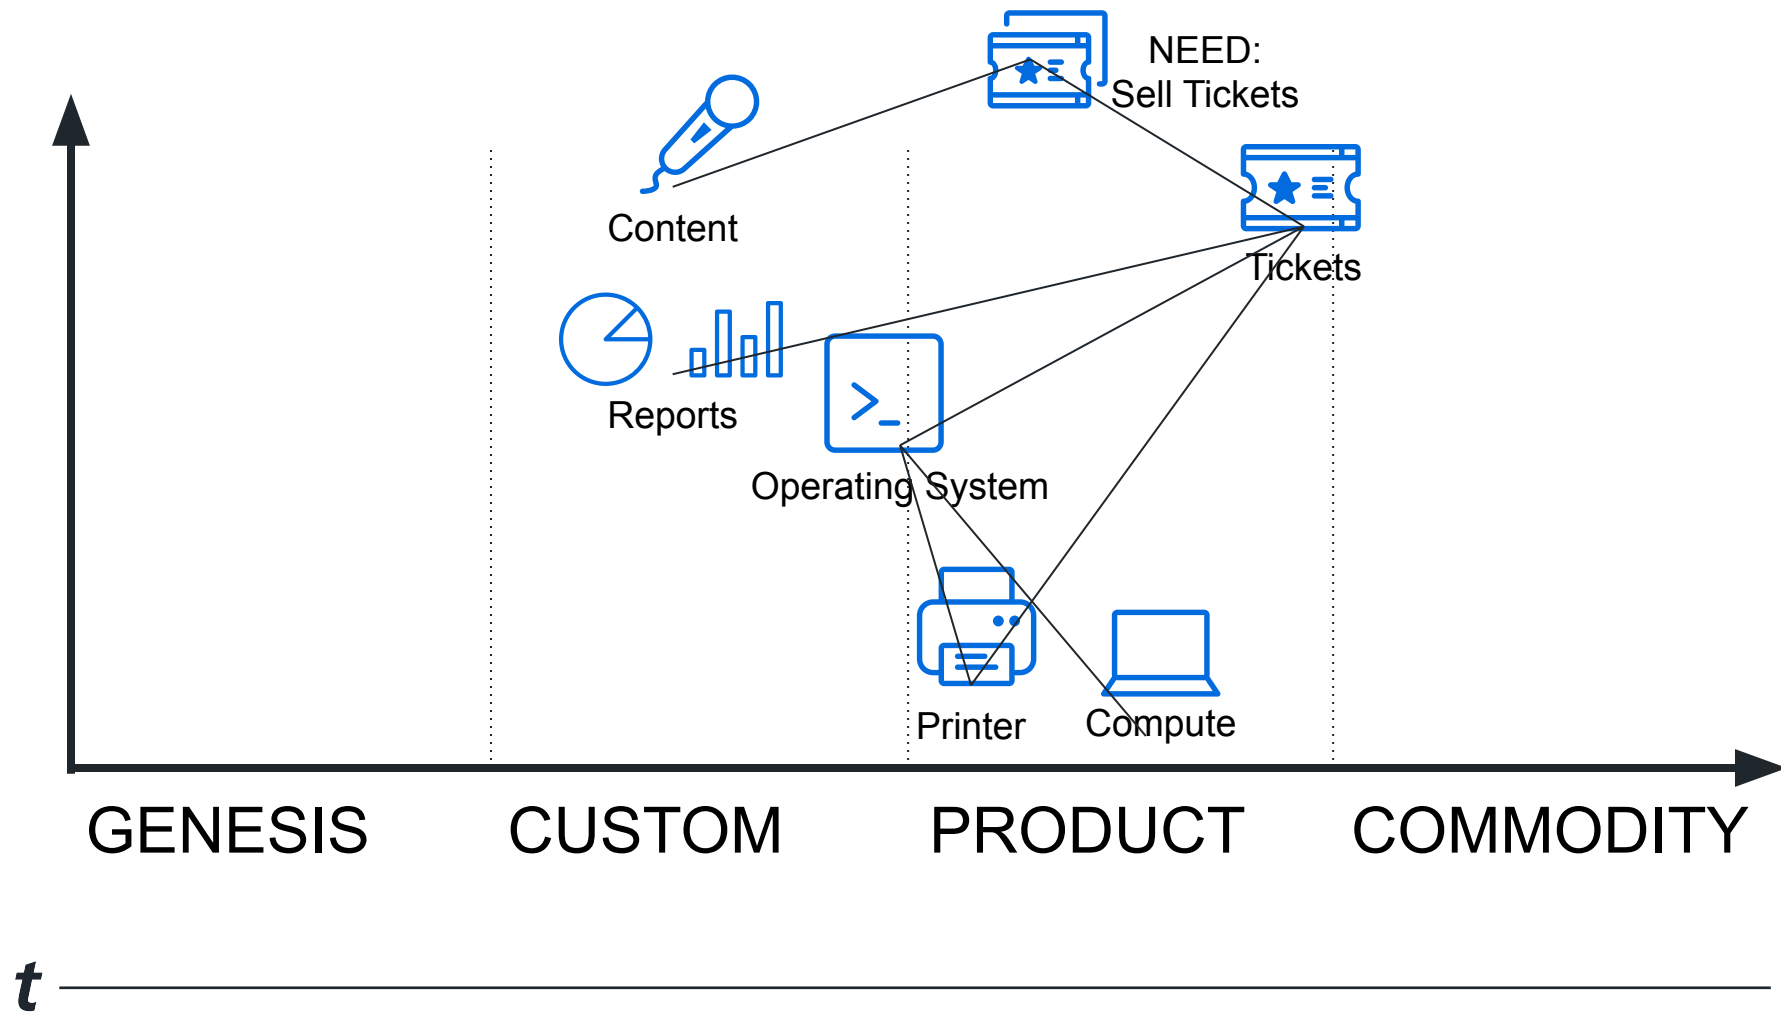 NEED:
Sell Tickets
Content
Tickets
Reports
Operating System
Printer
Compute
GENESIS
CUSTOM
PRODUCT
COMMODITY
t